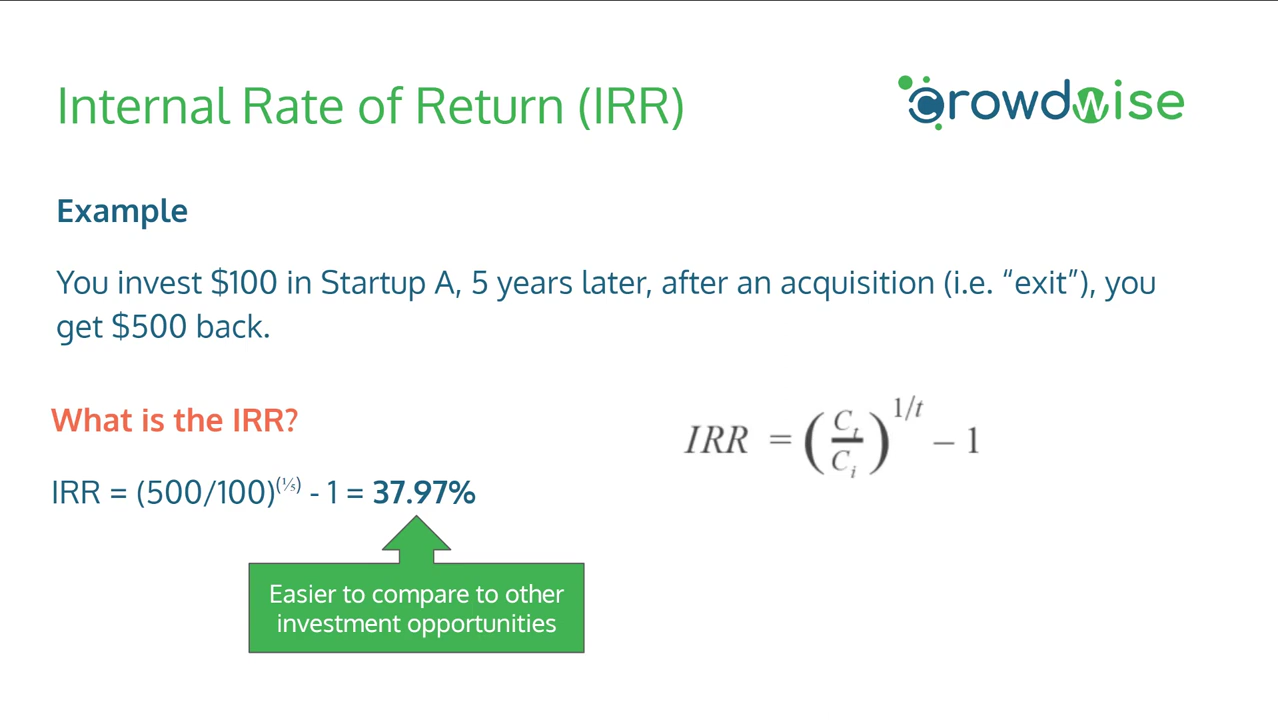 Internal Rate of Return (IRR)
crowdwise
Example
You invest $100 in Startup A, 5 years later, after an acquisition (i.e. “exit”), you
get $500 back.
What is the IRR?
IRR = (C_t/C_i)^1/t − 1
IRR = (500/100)^(⅕) - 1 = 37.97%
Easier to compare to other
investment opportunities